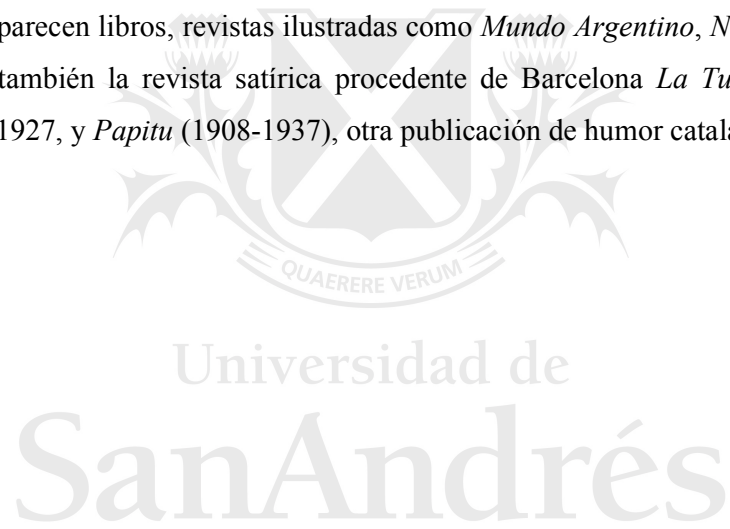 parecen libros, revistas ilustradas como Mundo Argentino, N
también la revista satírica procedente de Barcelona La Tu
1927, y Papitu (1908-1937), otra publicación de humor catal
QUAERERE VERUM
Universidad de
SanAndrés